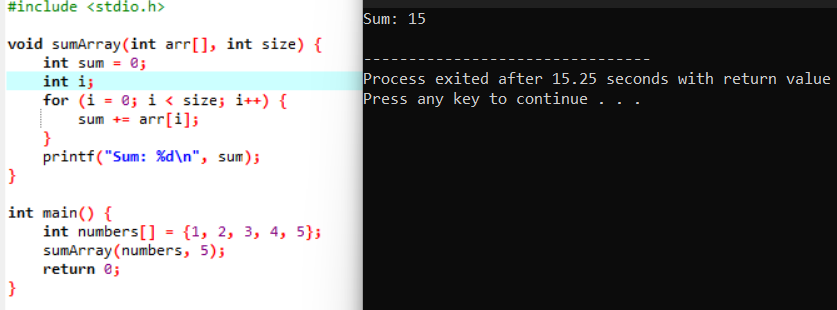 #include <stdio.h>

void sumArray(int arr[], int size) {
    int sum = 0;
    int i;
    for (i = 0; i < size; i++) {
        sum += arr[i];
    }
    printf("Sum: %d\n", sum);
}

int main() {
    int numbers[] = {1, 2, 3, 4, 5};
    sumArray(numbers, 5);
    return 0;
}
Sum: 15

--------------------------------
Process exited after 15.25 seconds with return value
Press any key to continue . . .